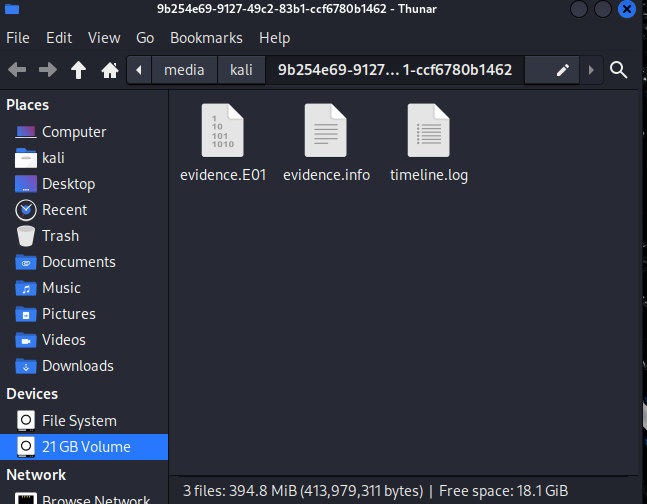 9b254e69-9127-49c2-83b1-ccf6780b1462 - Thunar
File Edit View Go Bookmarks Help
media kali 9b254e69-9127... 1-ccf6780b1462
Places
Computer
kali
Desktop
Recent
Trash
Documents
Music
Pictures
Videos
Downloads
Devices
File System
21 GB Volume
Network
Browse Network
1
10
101
1010
evidence.E01 evidence.info timeline.log
3 files: 394.8 MiB (413,979,311 bytes) | Free space: 18.1 GiB